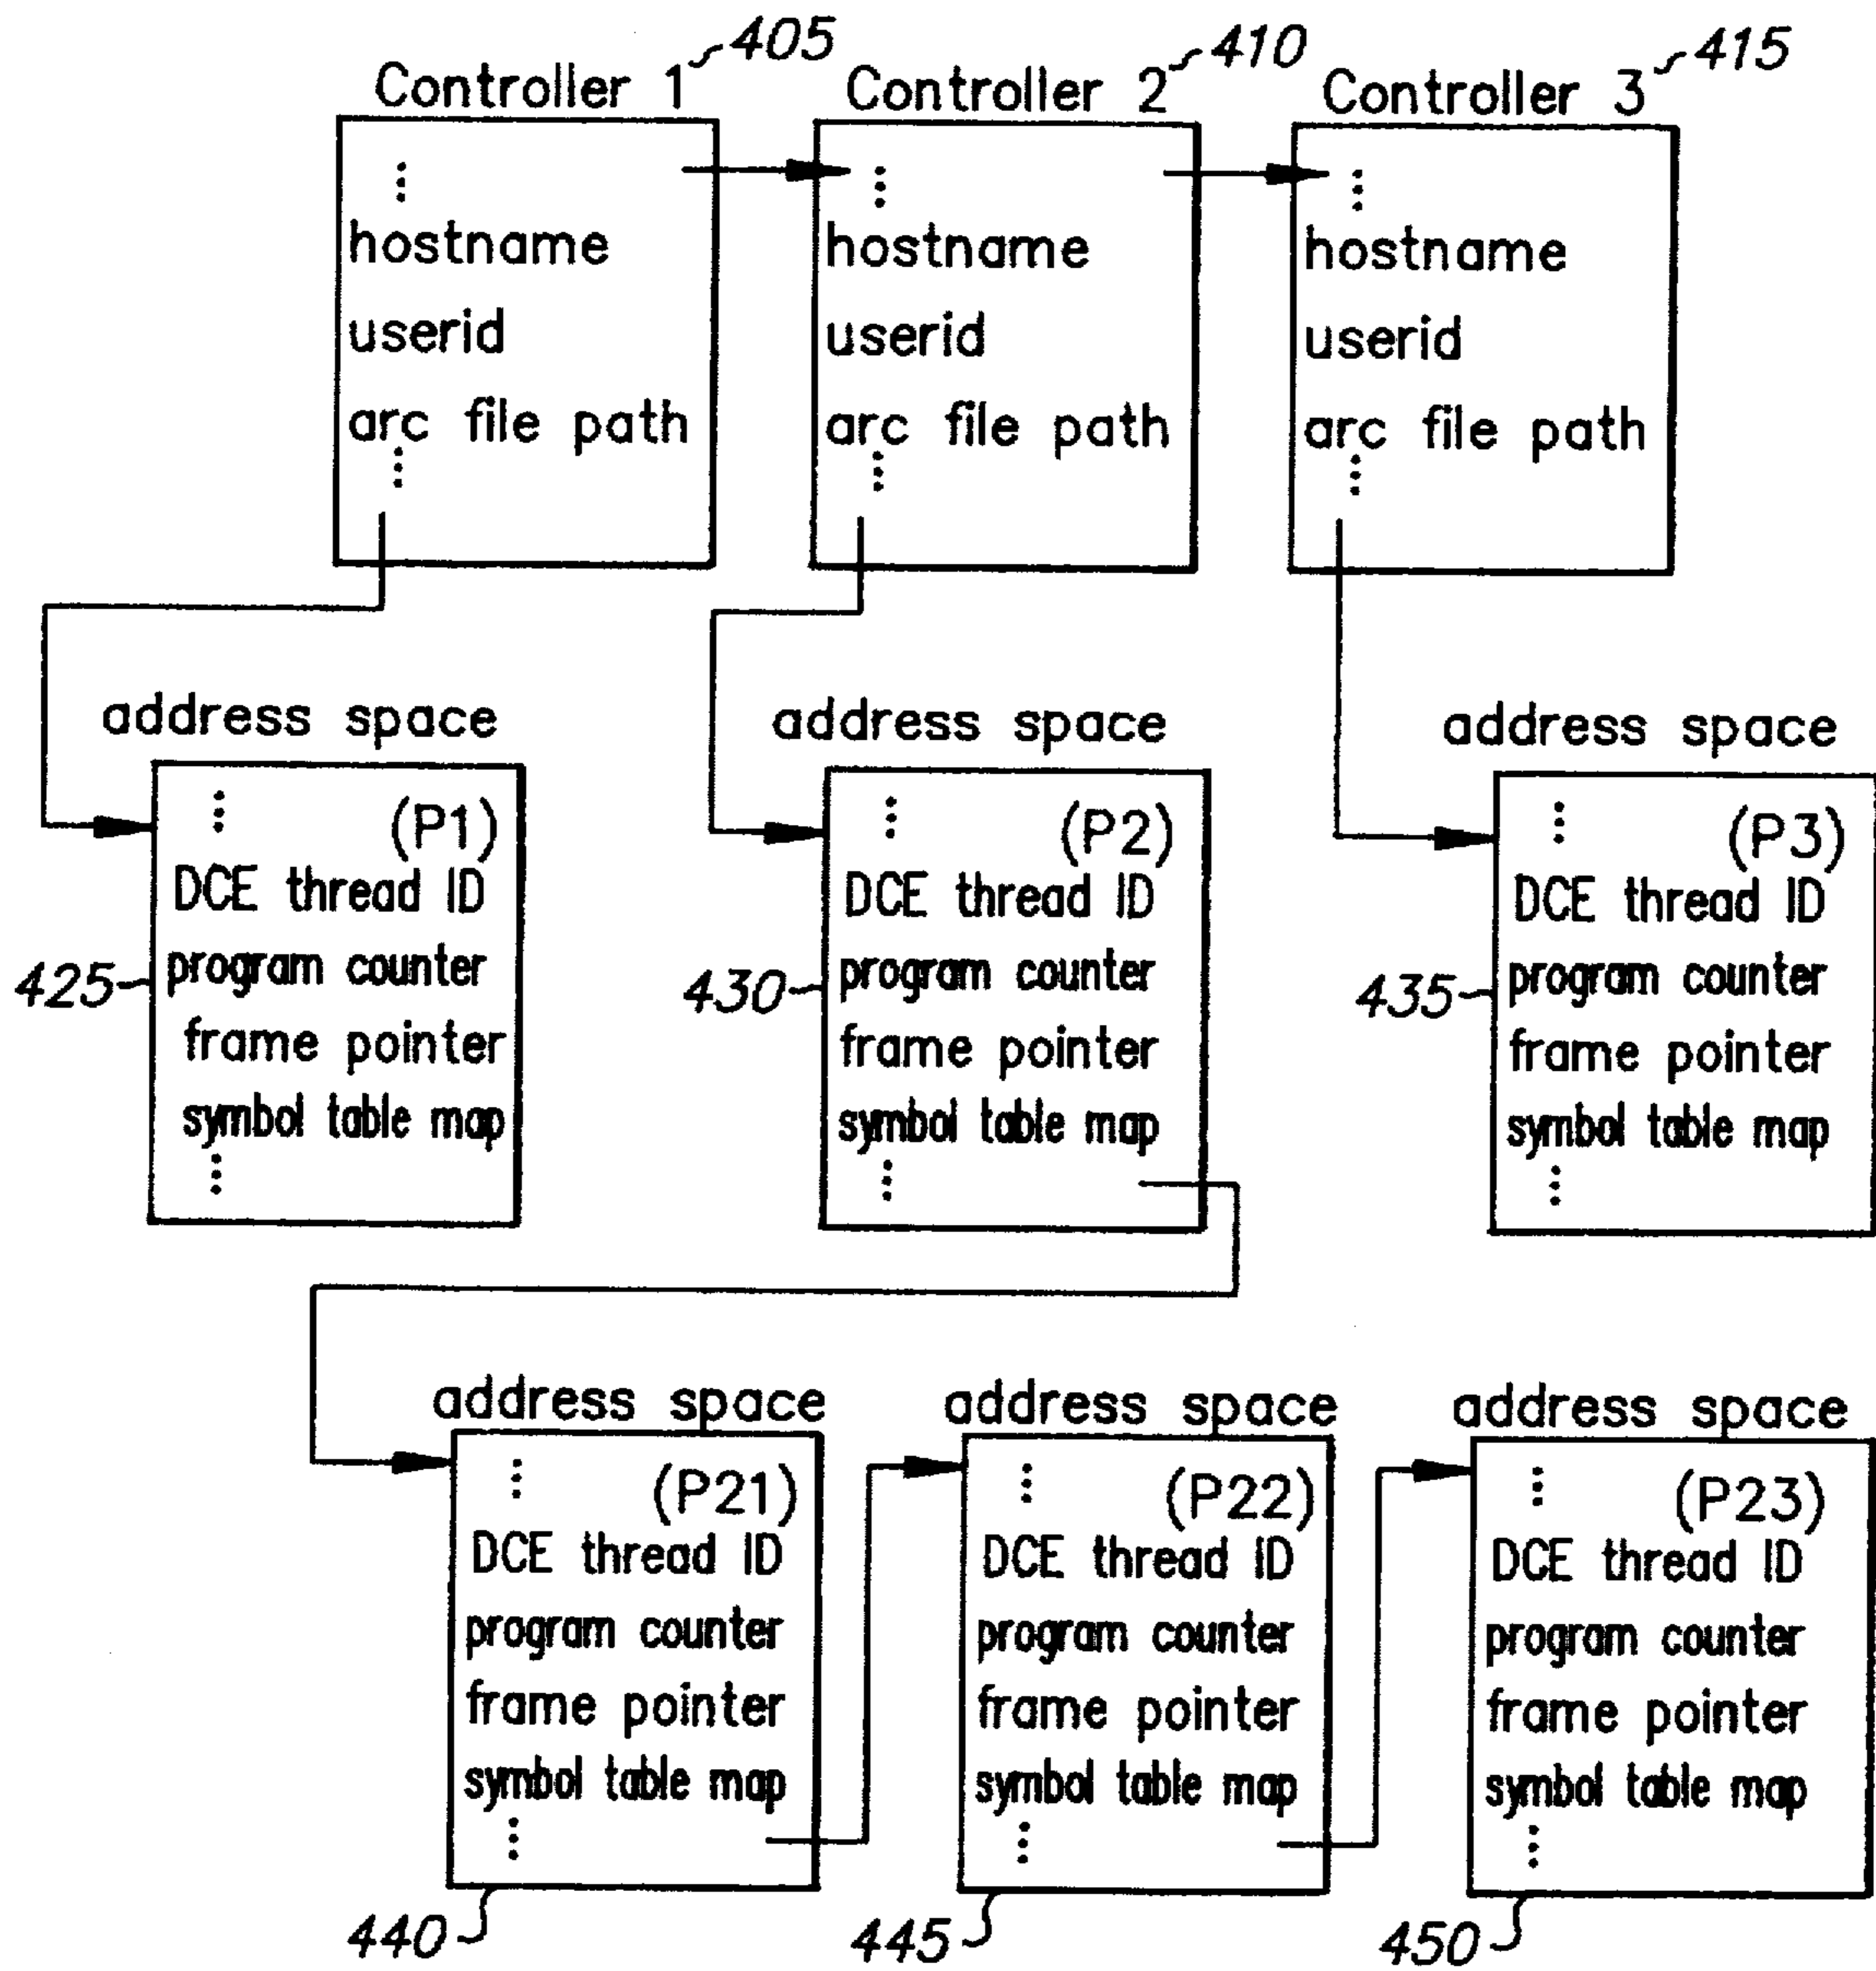 405
410
415
Controller 1
Controller 2
Controller 3
hostname
userid
arc file path
hostname
userid
arc file path
hostname
userid
arc file path
address space
address space
address space
(P1)
DCE thread ID
program counter
frame pointer
symbol table map
425
(P2)
DCE thread ID
program counter
frame pointer
symbol table map
430
(P3)
DCE thread ID
program counter
frame pointer
symbol table map
435
address space
address space
address space
(P21)
DCE thread ID
program counter
frame pointer
symbol table map
440
(P22)
DCE thread ID
program counter
frame pointer
symbol table map
445
(P23)
DCE thread ID
program counter
frame pointer
symbol table map
450